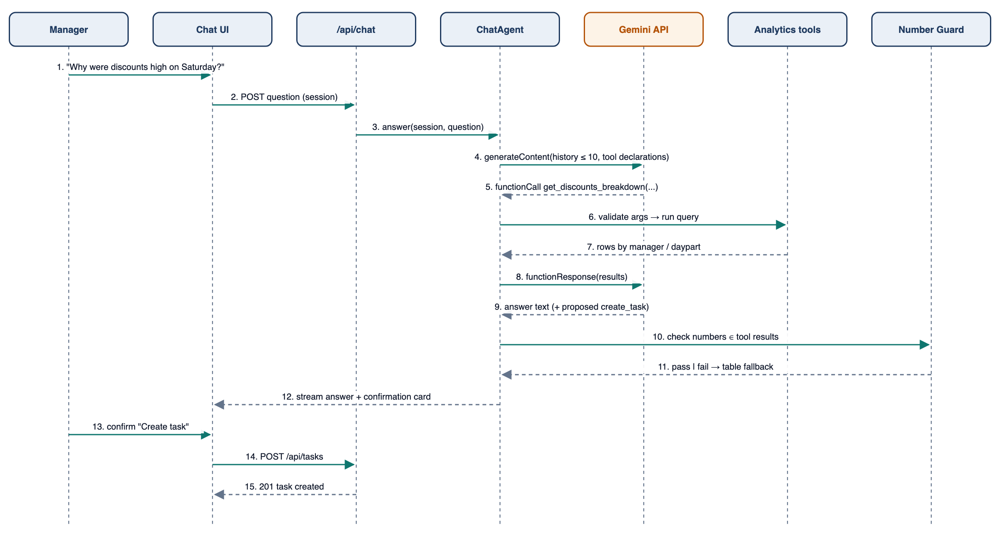 Manager
Chat UI
/api/chat
ChatAgent
Gemini API
Analytics tools
Number Guard
1. "Why were discounts high on Saturday?"
2. POST question (session)
3. answer(session, question)
4. generateContent(history ≤ 10, tool declarations)
5. functionCall get_discounts_breakdown(...)
6. validate args → run query
7. rows by manager / daypart
8. functionResponse(results)
9. answer text (+ proposed create_task)
10. check numbers ∈ tool results
11. pass | fail → table fallback
12. stream answer + confirmation card
13. confirm "Create task"
14. POST /api/tasks
15. 201 task created